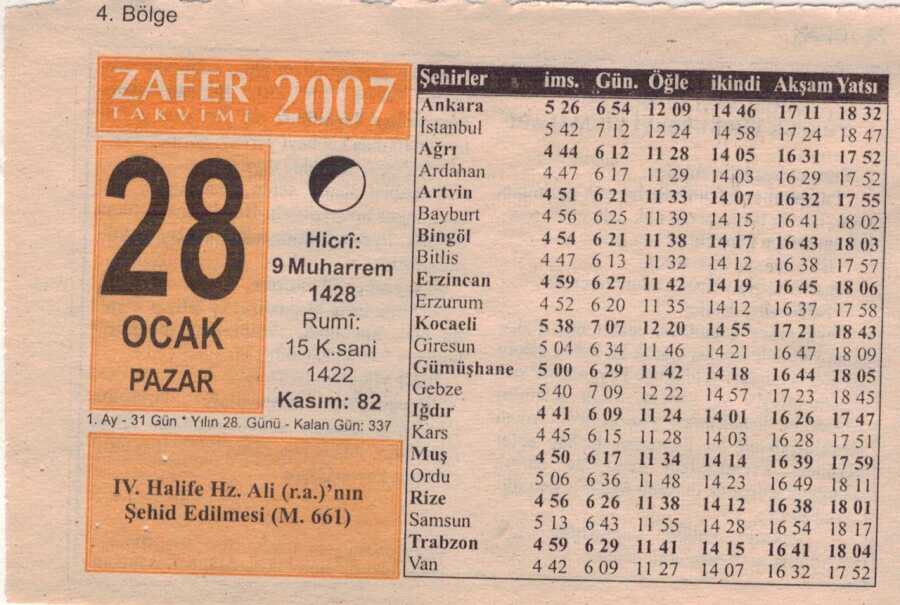 4. Bölge
ZAFER
TAKVİMİ
2007
28
OCAK
PAZAR
Hicrî:
9 Muharrem
1428
Rumî:
15 K.sani
1422
Kasım: 82
1. Ay - 31 Gün * Yılın 28. Günü - Kalan Gün: 337
IV. Halife Hz. Ali (r.a.)'nın
Şehid Edilmesi (M. 661)
Şehirler ims. Gün. Öğle ikindi Akşam Yatsı
Ankara 5 26 6 54 12 09 14 46 17 11 18 32
İstanbul 5 42 7 12 12 24 14 58 17 24 18 47
Ağrı 4 44 6 12 11 28 14 05 16 31 17 52
Ardahan 4 47 6 17 11 29 14 03 16 29 17 52
Artvin 4 51 6 21 11 33 14 07 16 32 17 55
Bayburt 4 56 6 25 11 39 14 15 16 41 18 02
Bingöl 4 54 6 21 11 38 14 17 16 43 18 03
Bitlis 4 47 6 13 11 32 14 12 16 38 17 57
Erzincan 4 59 6 27 11 42 14 19 16 45 18 06
Erzurum 4 52 6 20 11 35 14 12 16 37 17 58
Kocaeli 5 38 7 07 12 20 14 55 17 21 18 43
Giresun 5 04 6 34 11 46 14 21 16 47 18 09
Gümüşhane 5 00 6 29 11 42 14 18 16 44 18 05
Gebze 5 40 7 09 12 22 14 57 17 23 18 45
Iğdır 4 41 6 09 11 24 14 01 16 26 17 47
Kars 4 45 6 15 11 28 14 03 16 28 17 51
Muş 4 50 6 17 11 34 14 14 16 39 17 59
Ordu 5 06 6 36 11 48 14 23 16 49 18 11
Rize 4 56 6 26 11 38 14 12 16 38 18 01
Samsun 5 13 6 43 11 55 14 28 16 54 18 17
Trabzon 4 59 6 29 11 41 14 15 16 41 18 04
Van 4 42 6 09 11 27 14 07 16 32 17 52